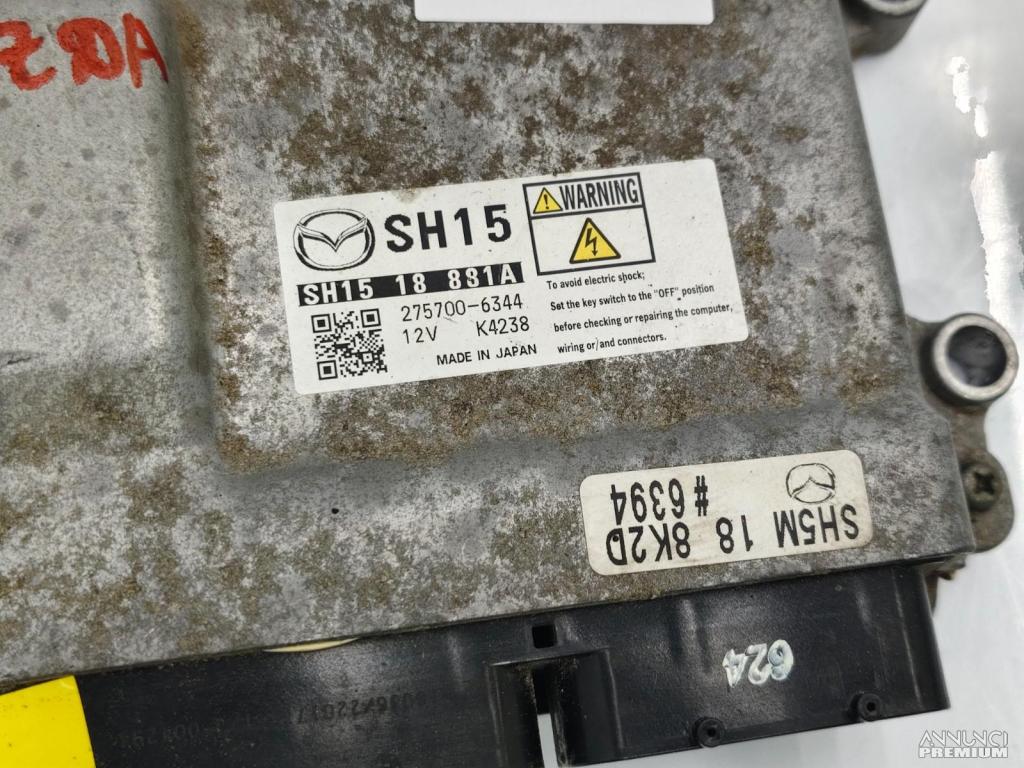 ZDA
SH15
WARNING
SH15 18 881A
275700-6344
12V K4238
MADE IN JAPAN
To avoid electric shock;
Set the key switch to the "OFF" position
before checking or repairing the computer,
wiring or/and connectors.
SH5M 18 8K2D
#6394
624
ANNUNCI
PREMIUM